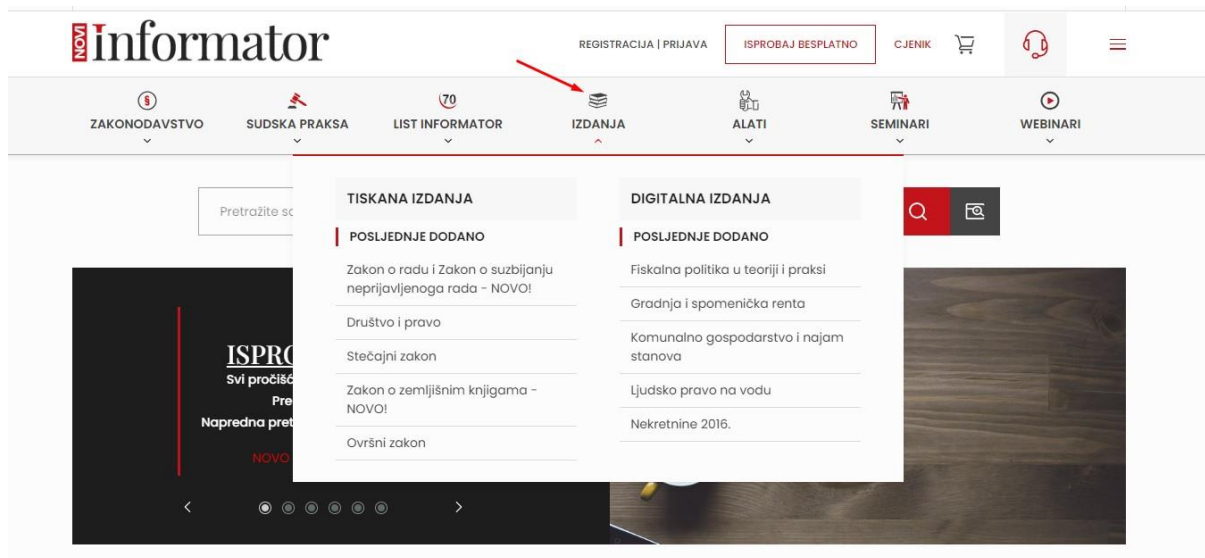 NOVI
Informator
REGISTRACIJA | PRIJAVA
ISPROBAJ BESPLATNO
CJENIK
ZAKONODAVSTVO
SUDSKA PRAKSA
70
LIST INFORMATOR
IZDANJA
ALATI
SEMINARI
WEBINARI
Pretražite
TISKANA IZDANJA
POSLJEDNJE DODANO
Zakon o radu i Zakon o suzbijanju
neprijavljenoga rada - NOVO!
Društvo i pravo
Stečajni zakon
Zakon o zemljišnim knjigama -
NOVO!
Ovršni zakon
DIGITALNA IZDANJA
POSLJEDNJE DODANO
Fiskalna politika u teoriji i praksi
Gradnja i spomenička renta
Komunalno gospodarstvo i najam
stanova
Ljudsko pravo na vodu
Nekretnine 2016.
ISPRO
Svi pročišć
Pre
Napredna pret
NOVO